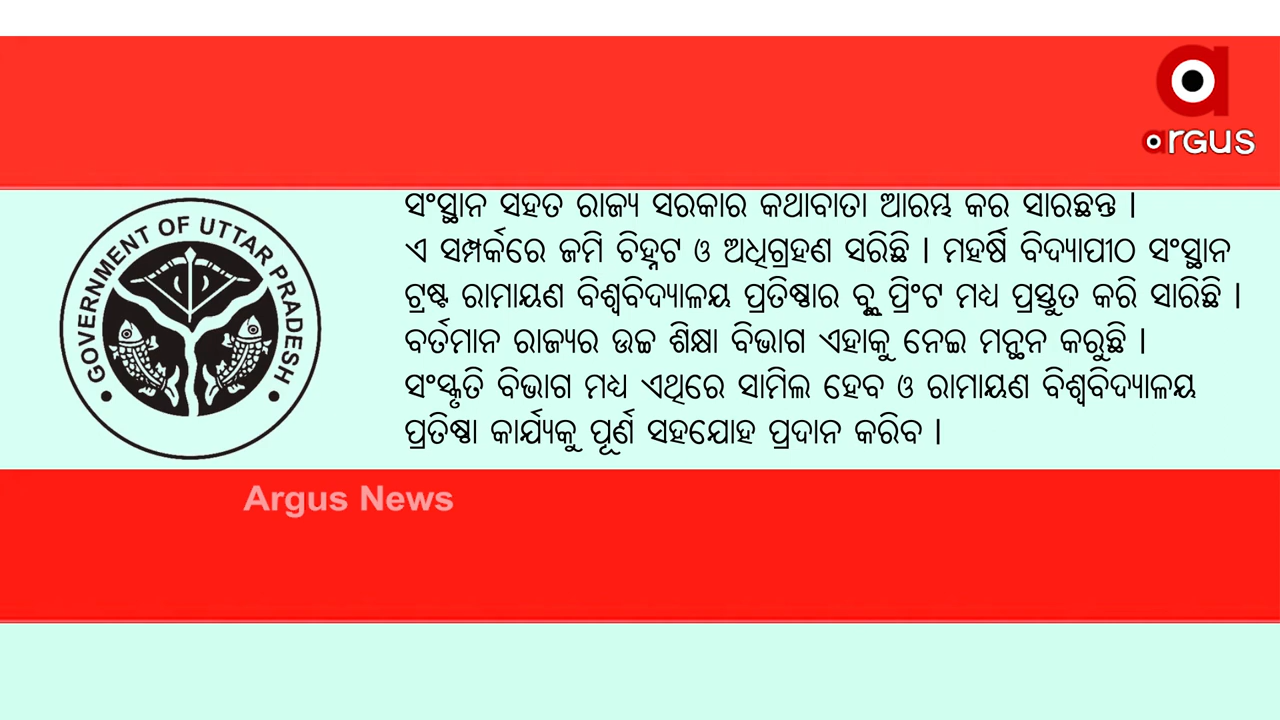 argus
GOVERNMENT OF UTTAR PRADESH
ସଂସ୍ଥାନ ସହତ ରାଜ୍ୟ ସରକାର କଥାବାତା ଆରମ୍ଭ କର ସାରଛନ୍ତ ।
ଏ ସମ୍ପର୍କରେ ଜମି ଚିହ୍ନଟ ଓ ଅଧିଗ୍ରହଣ ସରିଛି । ମହର୍ଷି ବିଦ୍ୟାପୀଠ ସଂସ୍ଥାନ
ଟ୍ରଷ୍ଟ ରାମାୟଣ ବିଶ୍ୱବିଦ୍ୟାଳୟ ପ୍ରତିଷ୍ଠାର ବ୍ଲୁ ପ୍ରିଂଟ ମଧ୍ୟ ପ୍ରସ୍ତୁତ କରି ସାରିଛି ।
ବର୍ତମାନ ରାଜ୍ୟର ଉଚ୍ଚ ଶିକ୍ଷା ବିଭାଗ ଏହାକୁ ନେଇ ମନ୍ଥନ କରୁଛି ।
ସଂସ୍କୃତି ବିଭାଗ ମଧ୍ୟ ଏଥିରେ ସାମିଲ ହେବ ଓ ରାମାୟଣ ବିଶ୍ୱବିଦ୍ୟାଳୟ
ପ୍ରତିଷ୍ଠା କାର୍ଯ୍ୟକୁ ପୂର୍ଣ ସହଯୋହ ପ୍ରଦାନ କରିବ ।
Argus News